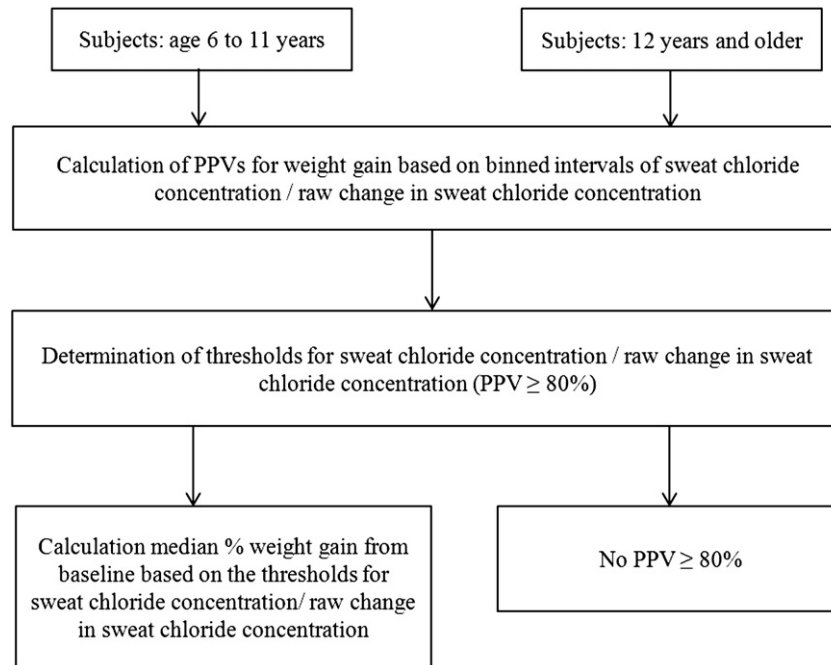 Subjects: age 6 to 11 years
Subjects: 12 years and older
Calculation of PPVs for weight gain based on binned intervals of sweat chloride
concentration / raw change in sweat chloride concentration
Determination of thresholds for sweat chloride concentration / raw change in sweat
chloride concentration (PPV ≥ 80%)
Calculation median % weight gain from
baseline based on the thresholds for
sweat chloride concentration/ raw change
in sweat chloride concentration
No PPV ≥ 80%